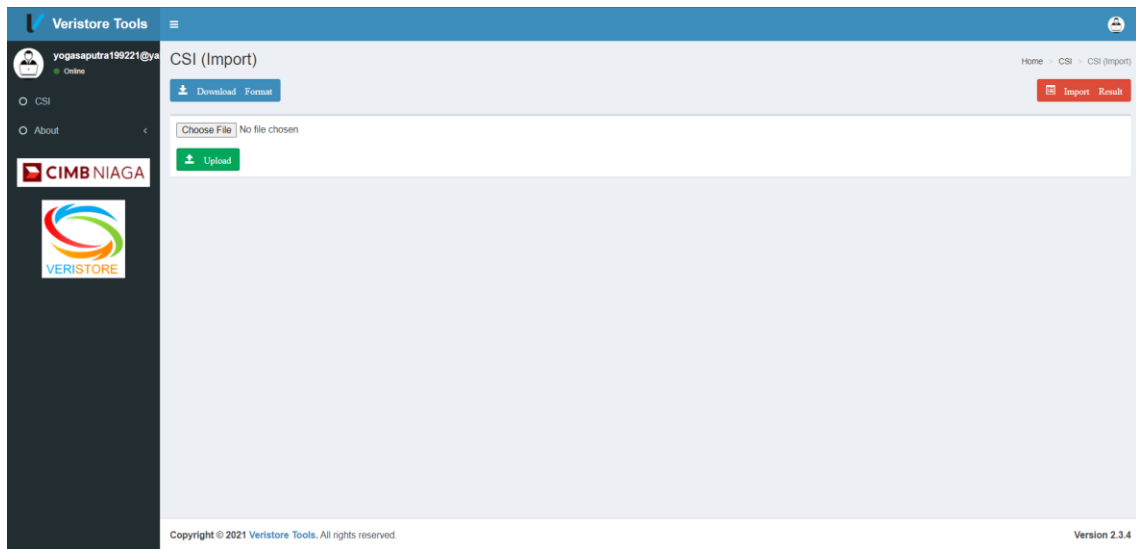 Veristore Tools
yogasaputra199221@ya
Online
CSI
About
CIMB NIAGA
VERISTORE
CSI (Import)
Home > CSI > CSI (Import)
Download Format
Import Result
Choose File No file chosen
Upload
Copyright © 2021 Veristore Tools. All rights reserved.
Version 2.3.4